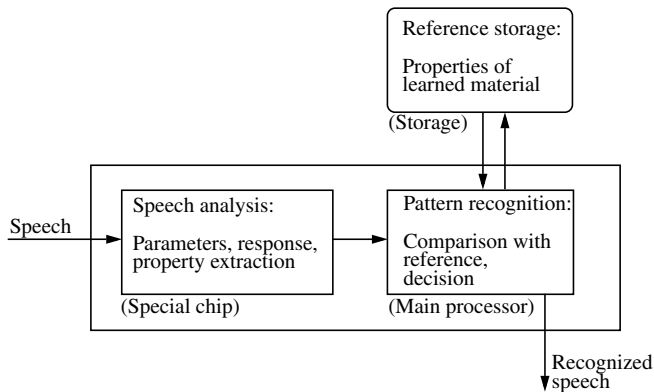 Reference storage:
Properties of
learned material
(Storage)
Speech
Speech analysis:
Parameters, response,
property extraction
(Special chip)
Pattern recognition:
Comparison with
reference,
decision
(Main processor)
Recognized
speech